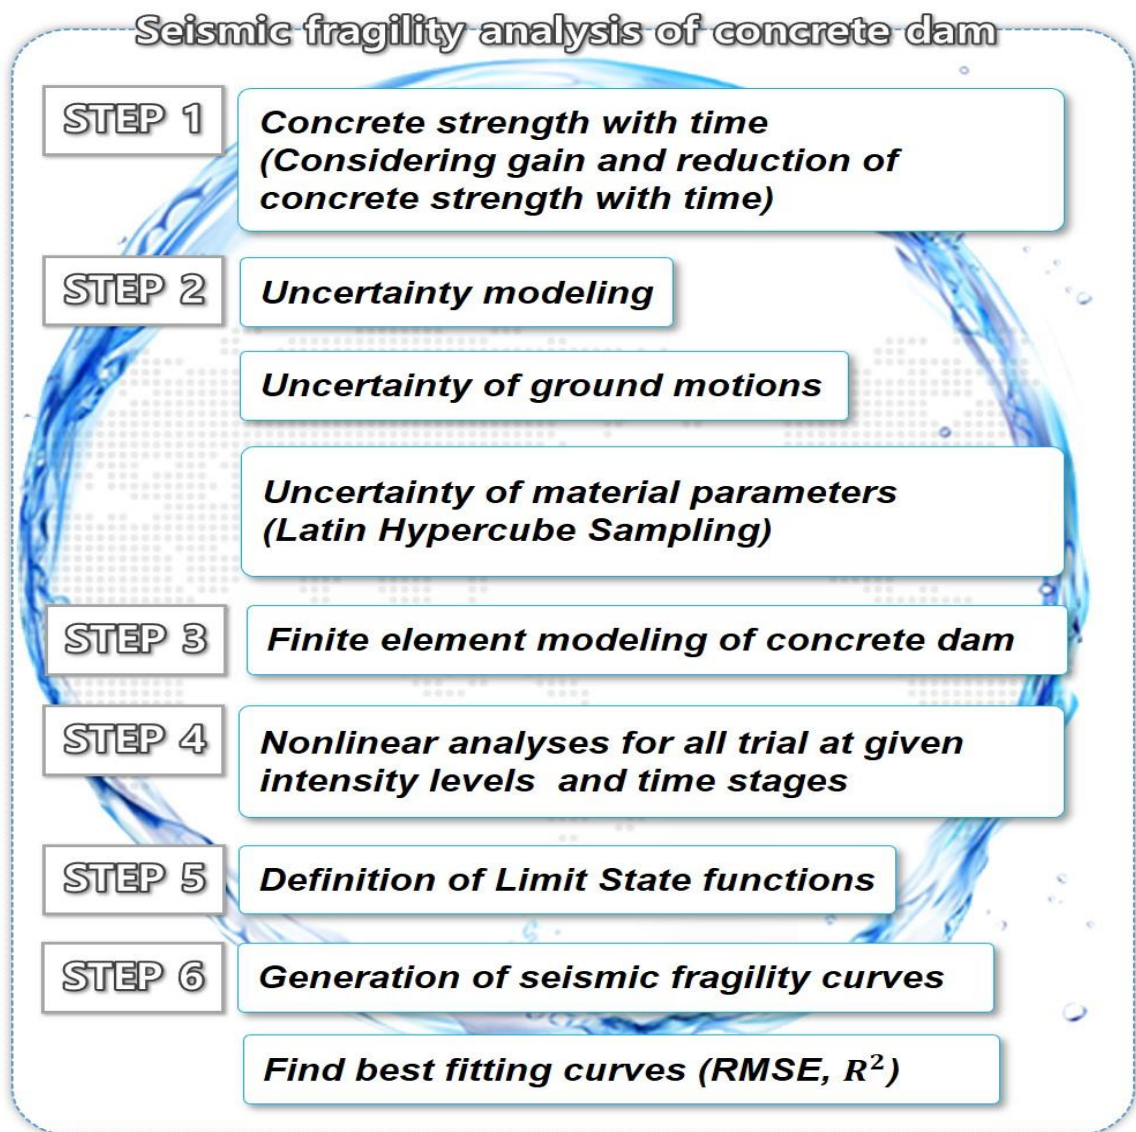 Seismic fragility analysis of concrete dam
STEP 1
Concrete strength with time
(Considering gain and reduction of
concrete strength with time)
STEP 2
Uncertainty modeling
Uncertainty of ground motions
Uncertainty of material parameters
(Latin Hypercube Sampling)
STEP 3
Finite element modeling of concrete dam
STEP 4
Nonlinear analyses for all trial at given
intensity levels  and time stages
STEP 5
Definition of Limit State functions
STEP 6
Generation of seismic fragility curves
Find best fitting curves (RMSE, R²)